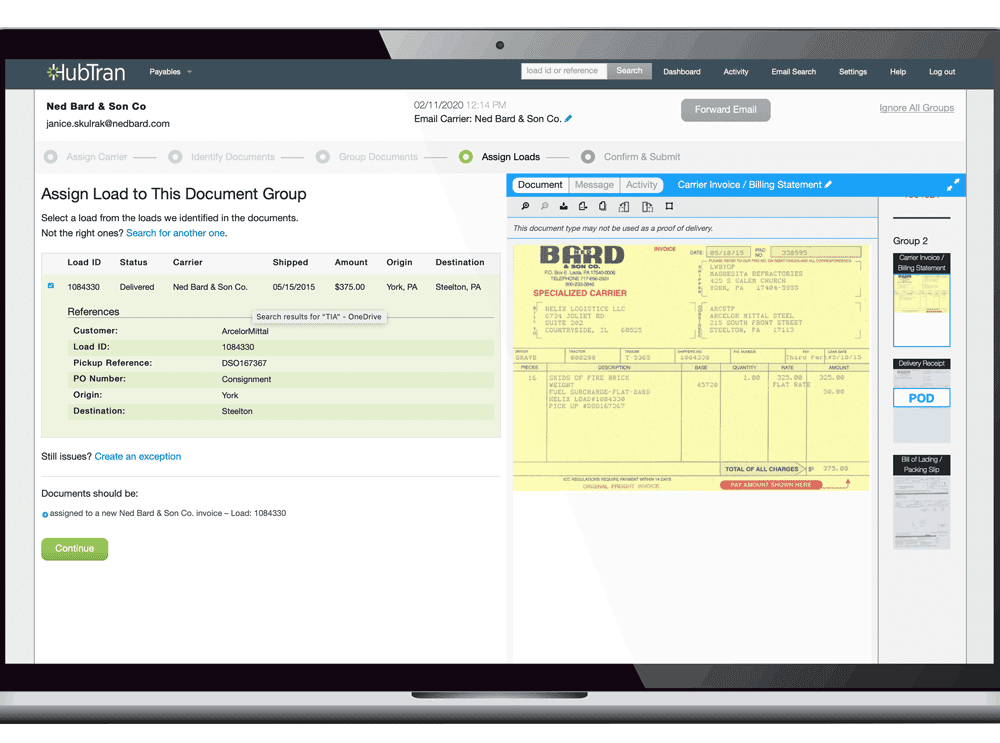 HubTran
Payables
load id or reference
Search
Dashboard
Activity
Email Search
Settings
Help
Log out
Ned Bard & Son Co
janice.skulrak@nedbard.com
02/11/2020 12:14 PM
Email Carrier: Ned Bard & Son Co.
Forward Email
Ignore All Groups
Assign Carrier
Identify Documents
Group Documents
Assign Loads
Confirm & Submit
Assign Load to This Document Group
Select a load from the loads we identified in the documents.
Not the right ones? Search for another one.
Load ID Status Carrier Shipped Amount Origin Destination
1084330 Delivered Ned Bard & Son Co. 05/15/2015 $375.00 York, PA Steelton, PA
References
Search results for "TIA" - OneDrive
Customer: ArcelorMittal
Load ID: 1084330
Pickup Reference: DSO167367
PO Number: Consignment
Origin: York
Destination: Steelton
Still issues? Create an exception
Documents should be:
assigned to a new Ned Bard & Son Co. invoice – Load: 1084330
Continue
Document Message Activity Carrier Invoice / Billing Statement
This document type may not be used as a proof of delivery.
BARD
& SON CO.
P.O. Box 6 Leola, PA 17540-0006
SPECIALIZED CARRIER
INVOICE
DATE 05/18/15 PRO NO. 338595
LWBYOF
MAGNESITA REFRACTORIES
425 S SALEM CHURCH
YORK, PA 17404-5955
HELIX LOGISTICS LLC
6734 JOLIET RD
SUITE 202
COUNTRYSIDE, IL 60525
ARCSTP
ARCELOR MITTAL STEEL
215 SOUTH FRONT STREET
STEELTON, PA 17113
DRIVER TRACTOR TRAILER SHIPPERS NO. PO NUMBER PAY LOAD DATE
GRAYB 000208 T-5365 1084330 Third Par 05/18/15
PIECES DESCRIPTION BASE QUANTITY RATE AMOUNT
16 SKIDS OF FIRE BRICK 1.00 325.00 325.00
WEIGHT 45720 FLAT RATE
FUEL SURCHARGE-FLAT-BARD 50.00
HELIX LOAD#1084330
PICK UP #DSO167367
TOTAL OF ALL CHARGES $ 375.00
ICC REGULATIONS REQUIRE PAYMENT WITHIN 14 DAYS
ORIGINAL FREIGHT INVOICE
PAY AMOUNT SHOWN HERE
Group 2
Carrier Invoice /
Billing Statement
Delivery Receipt
POD
Bill of Lading /
Packing Slip